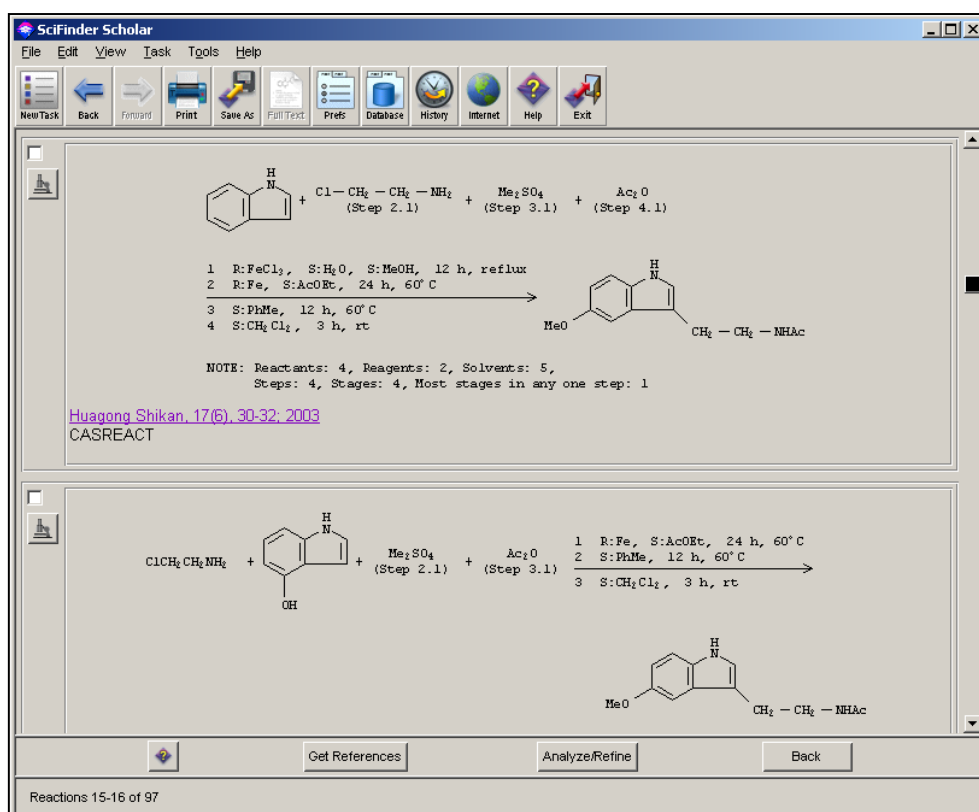 SciFinder Scholar
File Edit View Task Tools Help
New Task Back Forward Print Save As Full Text Prefs Database History Internet Help Exit
H
N
Cl—CH2—CH2—NH2 (Step 2.1) + Me2SO4 (Step 3.1) + Ac2O (Step 4.1)
1 R:FeCl3, S:H2O, S:MeOH, 12 h, reflux
2 R:Fe, S:AcOEt, 24 h, 60°C
3 S:PhMe, 12 h, 60°C
4 S:CH2Cl2, 3 h, rt
H
N
MeO
CH2—CH2—NHAc
NOTE: Reactants: 4, Reagents: 2, Solvents: 5,
Steps: 4, Stages: 4, Most stages in any one step: 1
Huagong Shikan, 17(6), 30-32; 2003
CASREACT
H
N
ClCH2CH2NH2 + + Me2SO4 (Step 2.1) + Ac2O (Step 3.1)
OH
1 R:Fe, S:AcOEt, 24 h, 60°C
2 S:PhMe, 12 h, 60°C
3 S:CH2Cl2, 3 h, rt
H
N
MeO
CH2—CH2—NHAc
Get References Analyze/Refine Back
Reactions 15-16 of 97